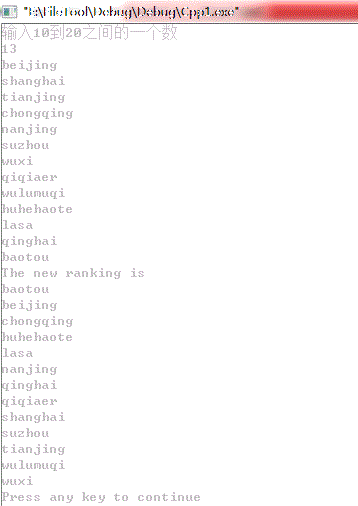 "E:\FileTool\Debug\Debug\Cpp1.exe"
输入10到20之间的一个数
13
beijing
shanghai
tianjing
chongqing
nanjing
suzhou
wuxi
qiqiaer
wulumuqi
huhehaote
lasa
qinghai
baotou
The new ranking is
baotou
beijing
chongqing
huhehaote
lasa
nanjing
qinghai
qiqiaer
shanghai
suzhou
tianjing
wulumuqi
wuxi
Press any key to continue